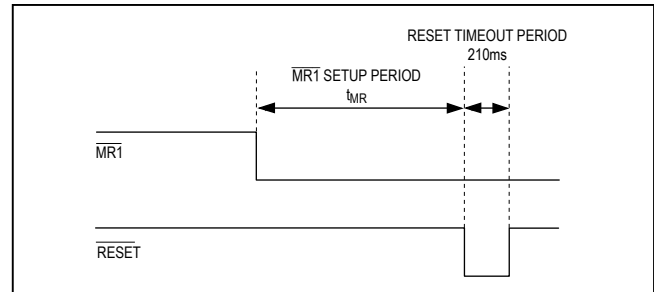 RESET TIMEOUT PERIOD
210ms
MR1 SETUP PERIOD
tMR
MR1
RESET